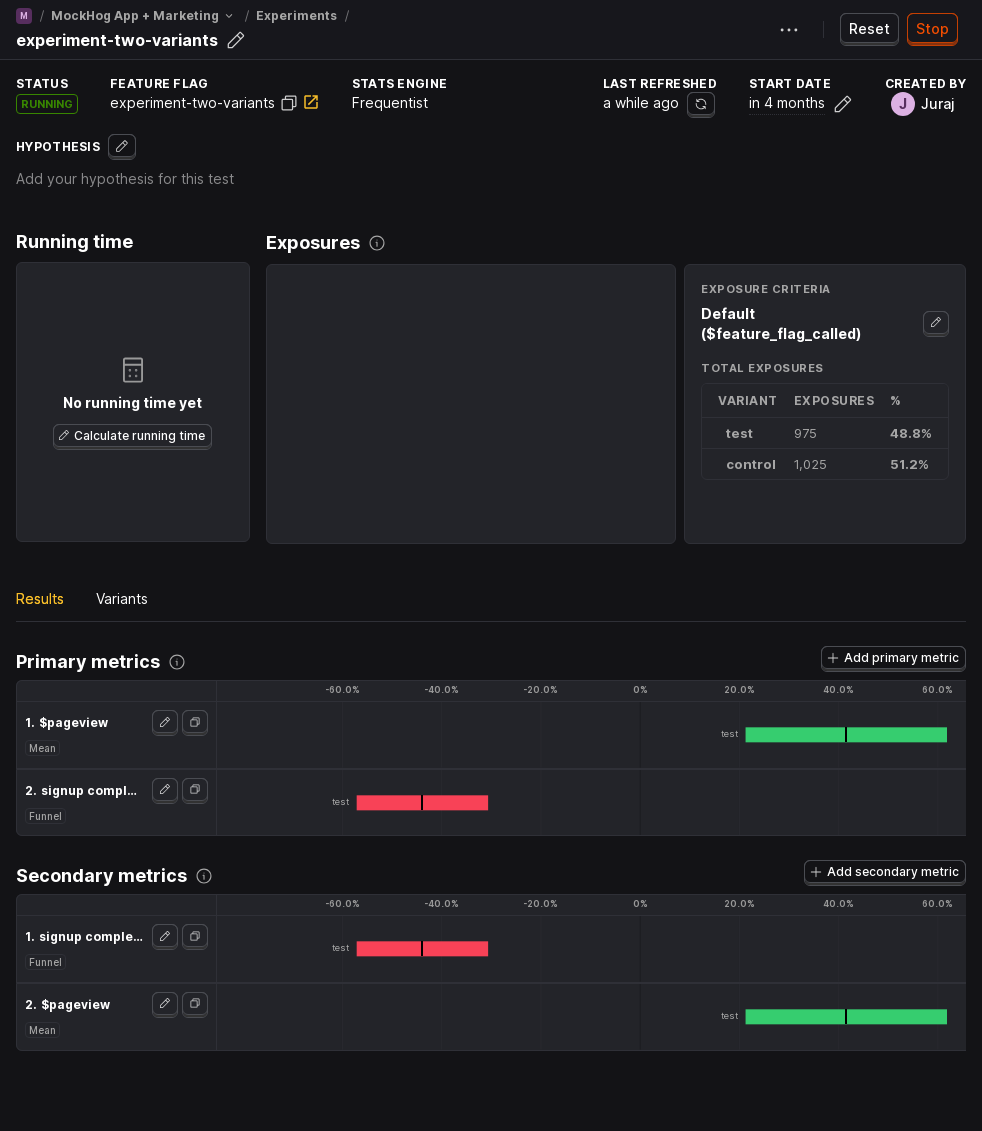 M / MockHog App + Marketing / Experiments /
experiment-two-variants
Reset Stop
STATUS FEATURE FLAG STATS ENGINE LAST REFRESHED START DATE CREATED BY
RUNNING experiment-two-variants Frequentist a while ago in 4 months J Juraj
HYPOTHESIS
Add your hypothesis for this test
Running time Exposures
No running time yet
Calculate running time
EXPOSURE CRITERIA
Default
($feature_flag_called)
TOTAL EXPOSURES
VARIANT EXPOSURES %
test 975 48.8%
control 1,025 51.2%
Results Variants
Primary metrics Add primary metric
-60.0% -40.0% -20.0% 0% 20.0% 40.0% 60.0%
1. $pageview test
Mean
2. signup compl... test
Funnel
Secondary metrics Add secondary metric
-60.0% -40.0% -20.0% 0% 20.0% 40.0% 60.0%
1. signup comple... test
Funnel
2. $pageview test
Mean